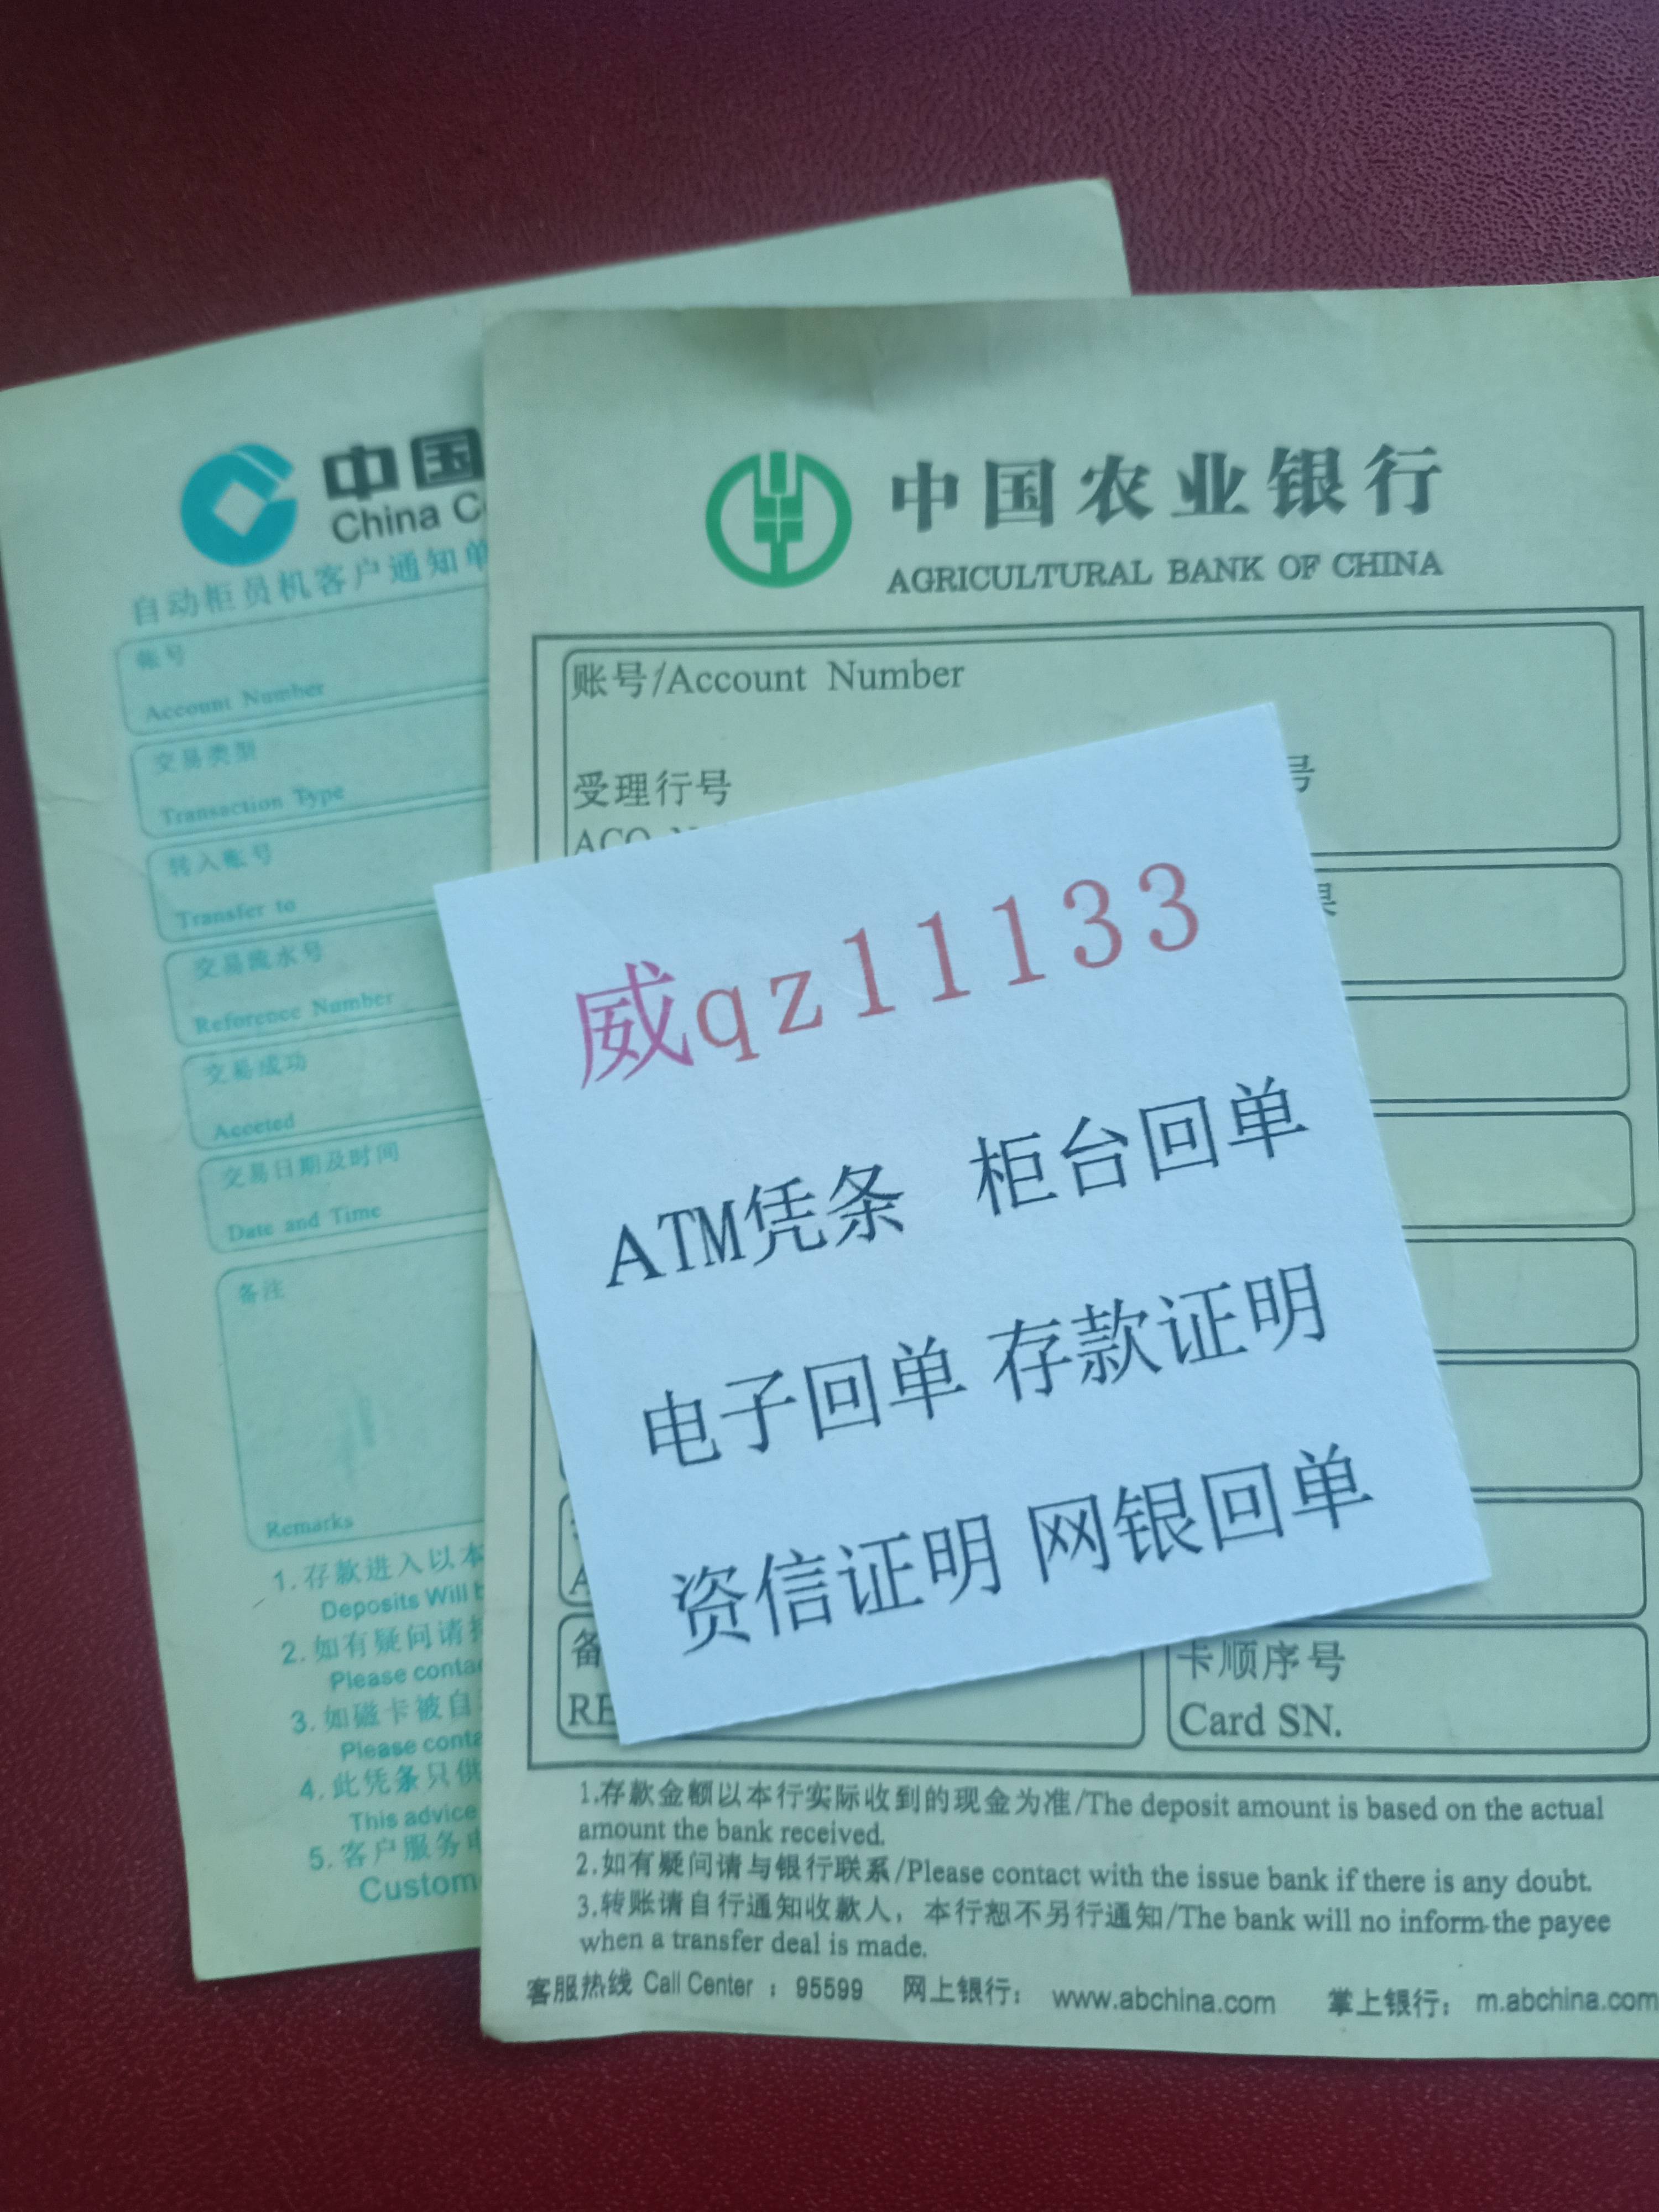 中国
China C
自动柜员机客户通知单
帐号
Account Number
交易类型
Transaction Type
转入帐号
Transfer to
交易流水号
Reference Number
交易成功
Acceted
交易日期及时间
Date and Time
备注
Remarks
1.存款进入以本
Deposits Will b
2.如有疑问请
Please contac
3.如磁卡被自
Please conta
4.此凭条只供
This advice
5.客户服务电
Custom
中国农业银行
AGRICULTURAL BANK OF CHINA
账号/Account Number
受理行号
号
ACQ
果
备
RE
卡顺序号
Card SN.
1.存款金额以本行实际收到的现金为准/The deposit amount is based on the actual
amount the bank received.
2.如有疑问请与银行联系/Please contact with the issue bank if there is any doubt.
3.转账请自行通知收款人，本行恕不另行通知/The bank will no inform the payee
when a transfer deal is made.
客服热线 Call Center：95599 网上银行： www.abchina.com 掌上银行：m.abchina.com
威qz11133
ATM凭条 柜台回单
电子回单 存款证明
资信证明 网银回单